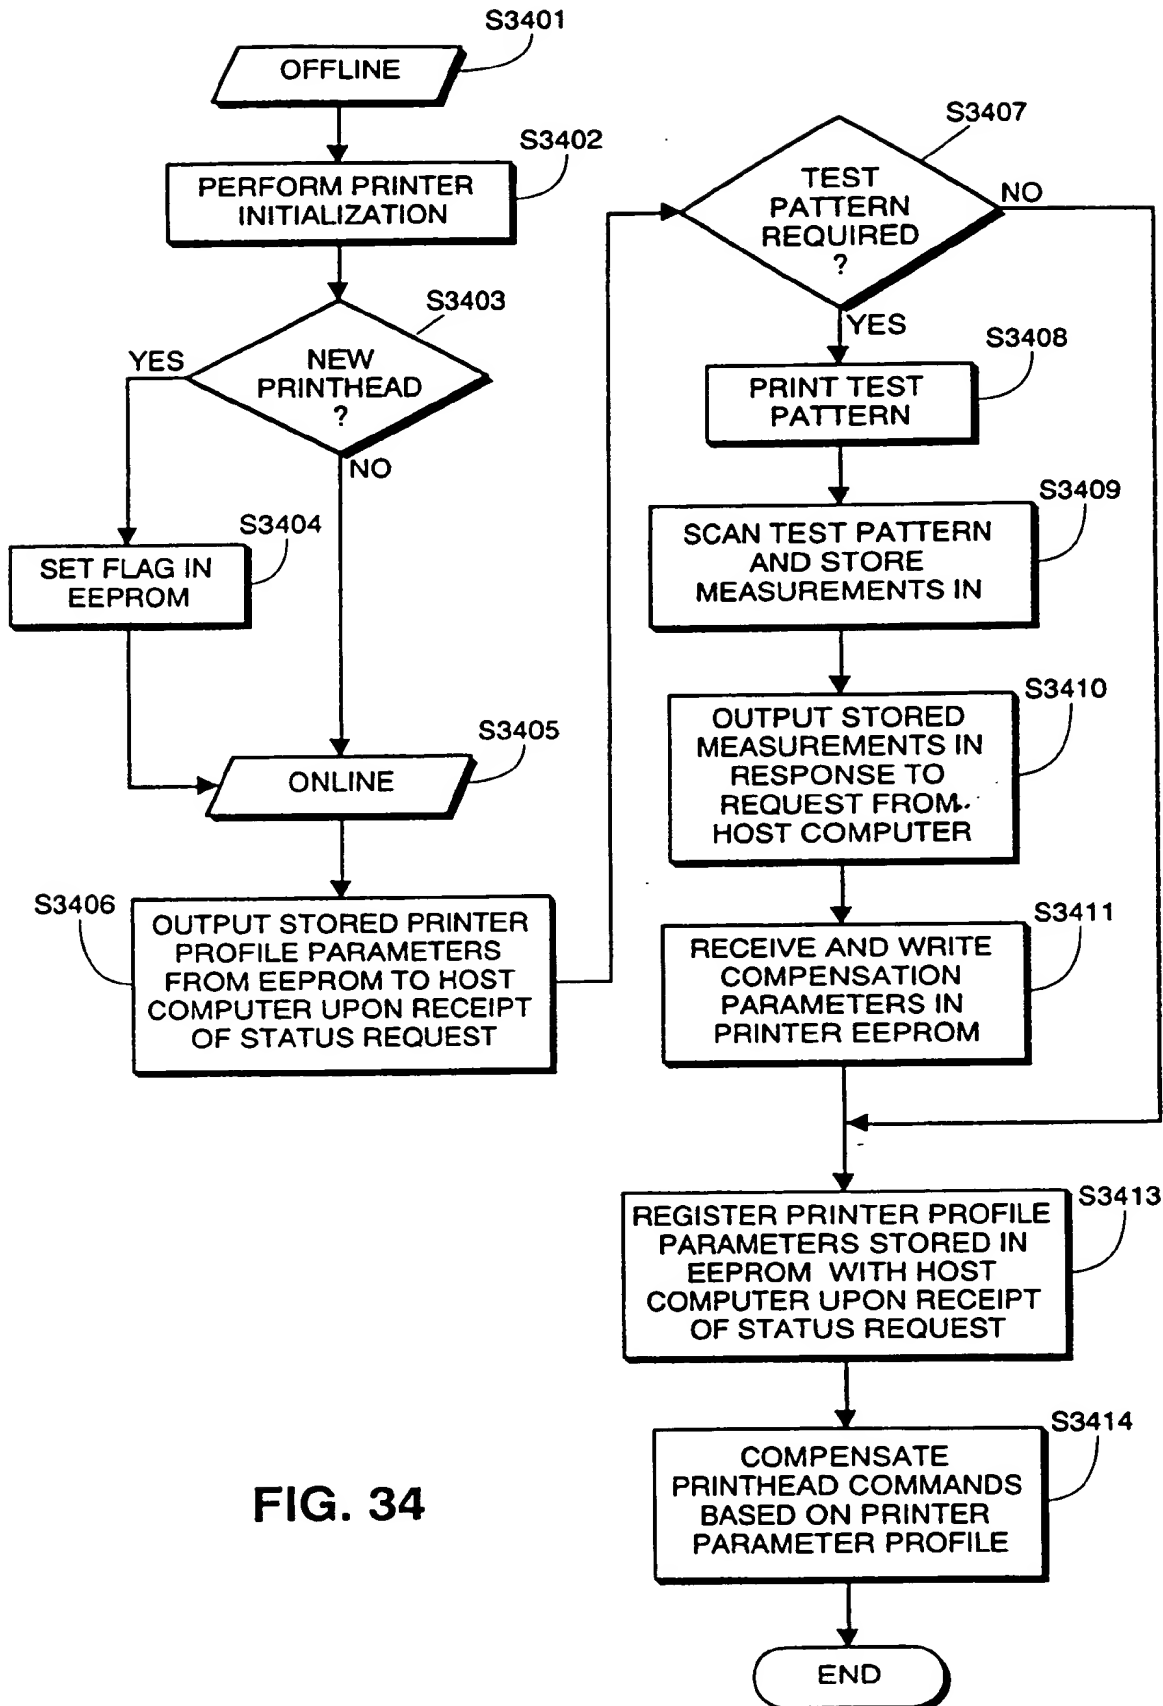 S3401
OFFLINE
S3402
PERFORM PRINTER
INITIALIZATION
S3403
NEW
PRINTHEAD
?
YES
NO
S3404
SET FLAG IN
EEPROM
S3405
ONLINE
S3406
OUTPUT STORED PRINTER
PROFILE PARAMETERS
FROM EEPROM TO HOST
COMPUTER UPON RECEIPT
OF STATUS REQUEST
S3407
TEST
PATTERN
REQUIRED
?
NO
YES
S3408
PRINT TEST
PATTERN
S3409
SCAN TEST PATTERN
AND STORE
MEASUREMENTS IN
S3410
OUTPUT STORED
MEASUREMENTS IN
RESPONSE TO
REQUEST FROM
HOST COMPUTER
S3411
RECEIVE AND WRITE
COMPENSATION
PARAMETERS IN
PRINTER EEPROM
S3413
REGISTER PRINTER PROFILE
PARAMETERS STORED IN
EEPROM WITH HOST
COMPUTER UPON RECEIPT
OF STATUS REQUEST
S3414
COMPENSATE
PRINTHEAD COMMANDS
BASED ON PRINTER
PARAMETER PROFILE
END
FIG. 34